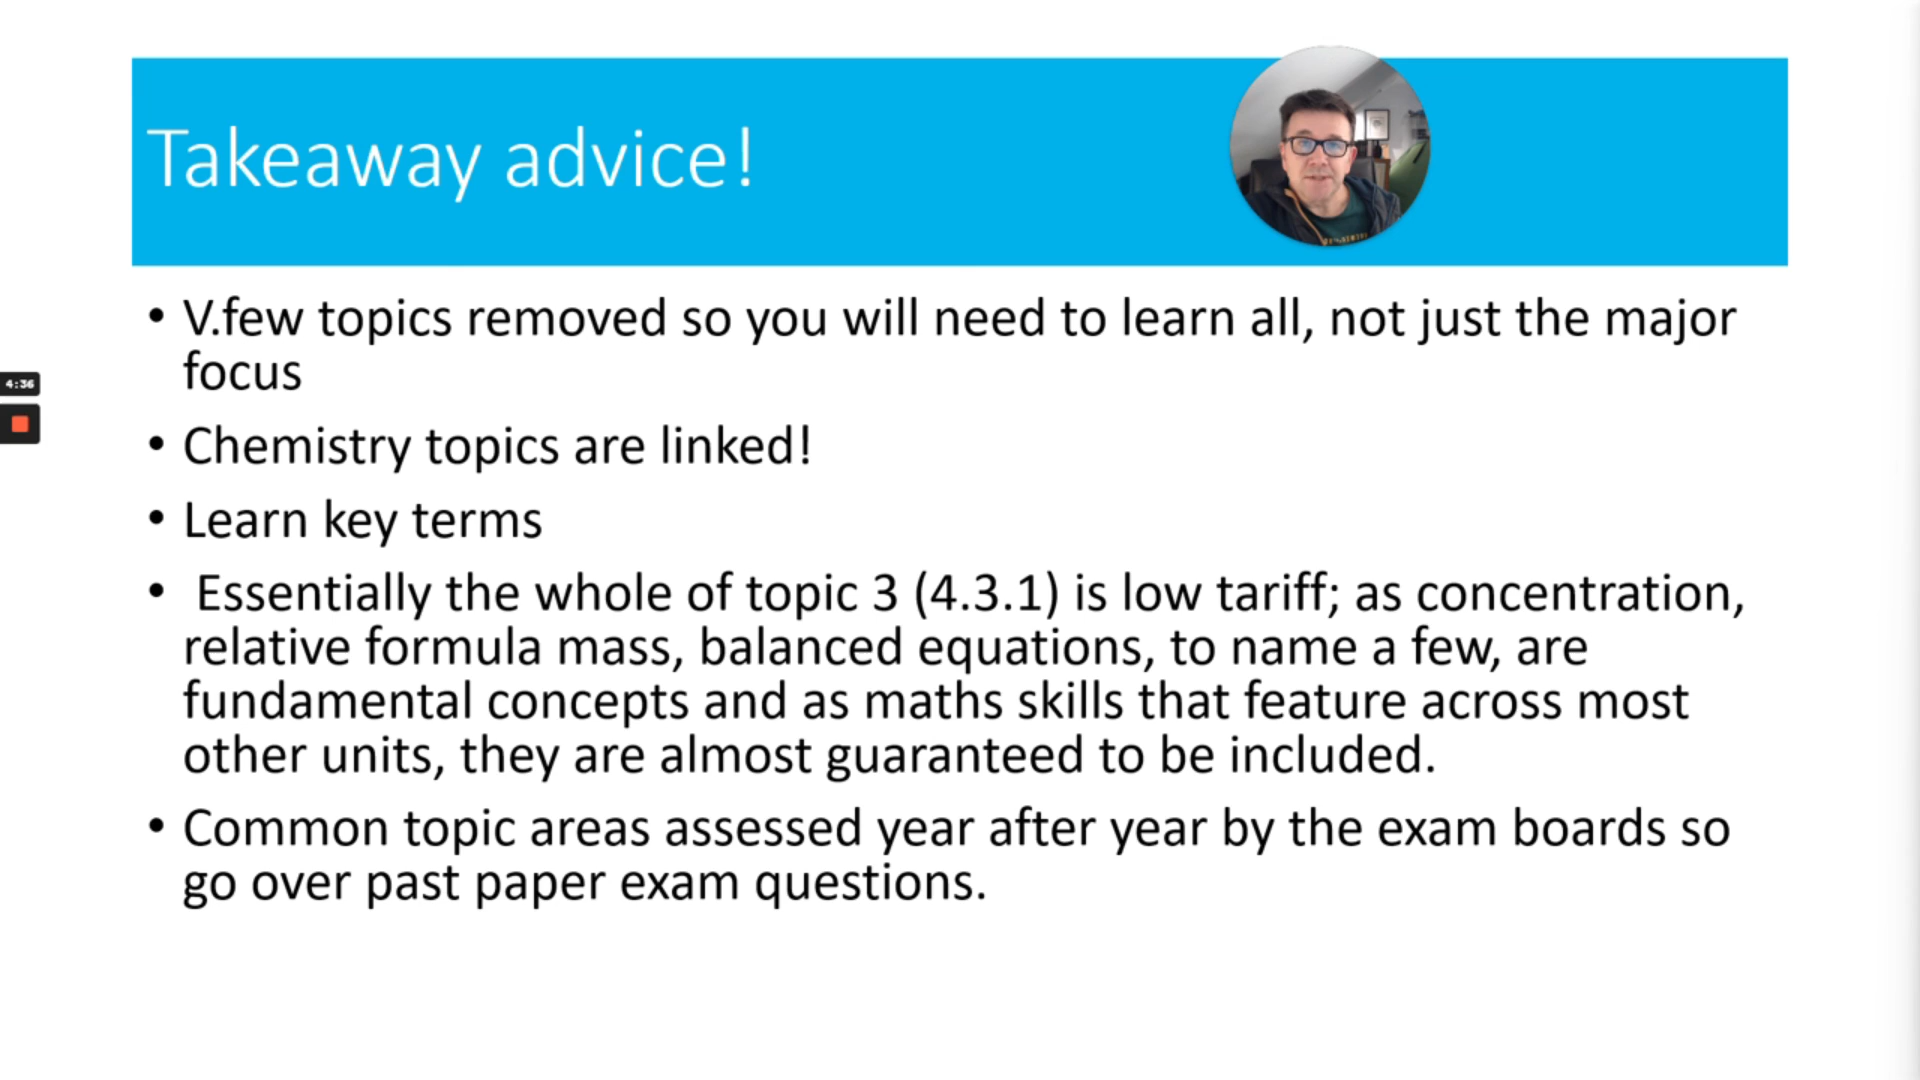 Takeaway advice!
• V.few topics removed so you will need to learn all, not just the major
focus
4:36
• Chemistry topics are linked!
• Learn key terms
• Essentially the whole of topic 3 (4.3.1) is low tariff; as concentration,
relative formula mass, balanced equations, to name a few, are
fundamental concepts and as maths skills that feature across most
other units, they are almost guaranteed to be included.
• Common topic areas assessed year after year by the exam boards so
go over past paper exam questions.